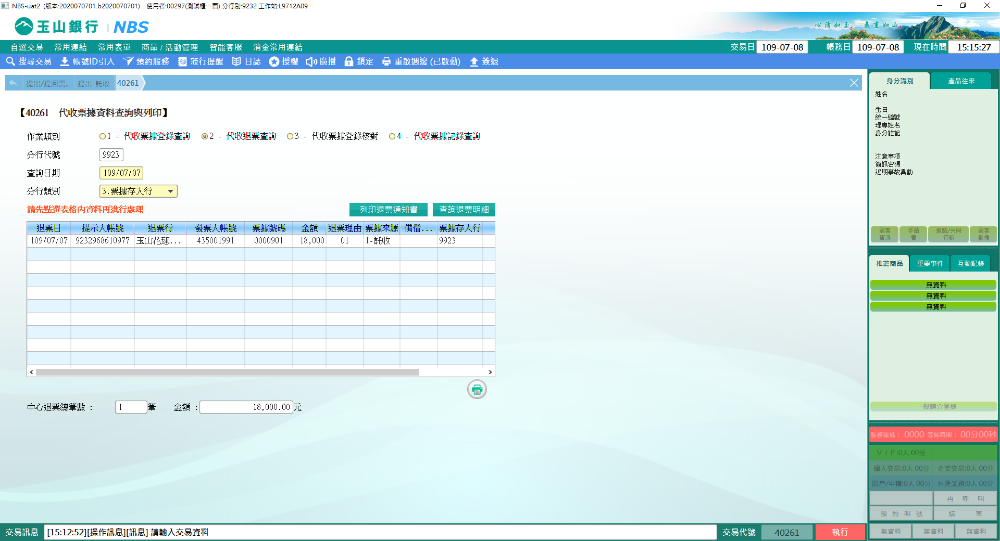 NBS-uat2 (版本:2020070701.b2020070701) 使用者:00297(測試櫃一酉) 分行別:9232 工作站:L9712A09
玉山銀行 | NBS
心清如玉。義重如山。
自選交易 常用連結 常用表單 商品 / 活動管理 智能客服 消金常用連結 交易日 109-07-08 帳務日 109-07-08 現在時間 15:15:27
搜尋交易 帳號ID引入 預約服務 蒞行提醒 日誌 授權 廣播 鎖定 重啟週邊 (已啟動) 簽退
提出/提回票.. 提出-託收 40261
【40261 代收票據資料查詢與列印】
作業類別 1 - 代收票據登錄查詢 2 - 代收退票查詢 3 - 代收票據登錄核對 4 - 代收票據記錄查詢
分行代號 9923
查詢日期 109/07/07
分行類別 3.票據存入行
請先點選表格內資料再進行處理 列印退票通知書 查詢退票明細
退票日 提示人帳號 退票行 發票人帳號 票據號碼 金額 退票理由 票據來源 備償... 票據存入行
109/07/07 9232968610977 玉山花蓮... 435001991 0000901 18,000 01 1-託收 9923
中心退票總筆數 : 1 筆 金額 : 18,000.00 元
身分識別 產品往來
姓名
生日
統一編號
理專姓名
身分註記
注意事項
簡訊密碼
近期事故異動
顧客資訊 手續費 通路/共同行銷 顧客影像
推薦商品 重要事件 互動記錄
無資料
無資料
無資料
一般轉介登錄
服務號碼： 0000 等候時間： 00分00秒
ＶＩＰ:0人 00分
個人交易:0人 00分 企業交易:0人 00分
開戶/申請:0人 00分 外匯業務:0人 00分
再 呼 叫
預 約 叫 號 結 束
無資料 無資料 無資料
交易訊息 [15:12:52][操作訊息][訊息] 請輸入交易資料 交易代號 40261 執行